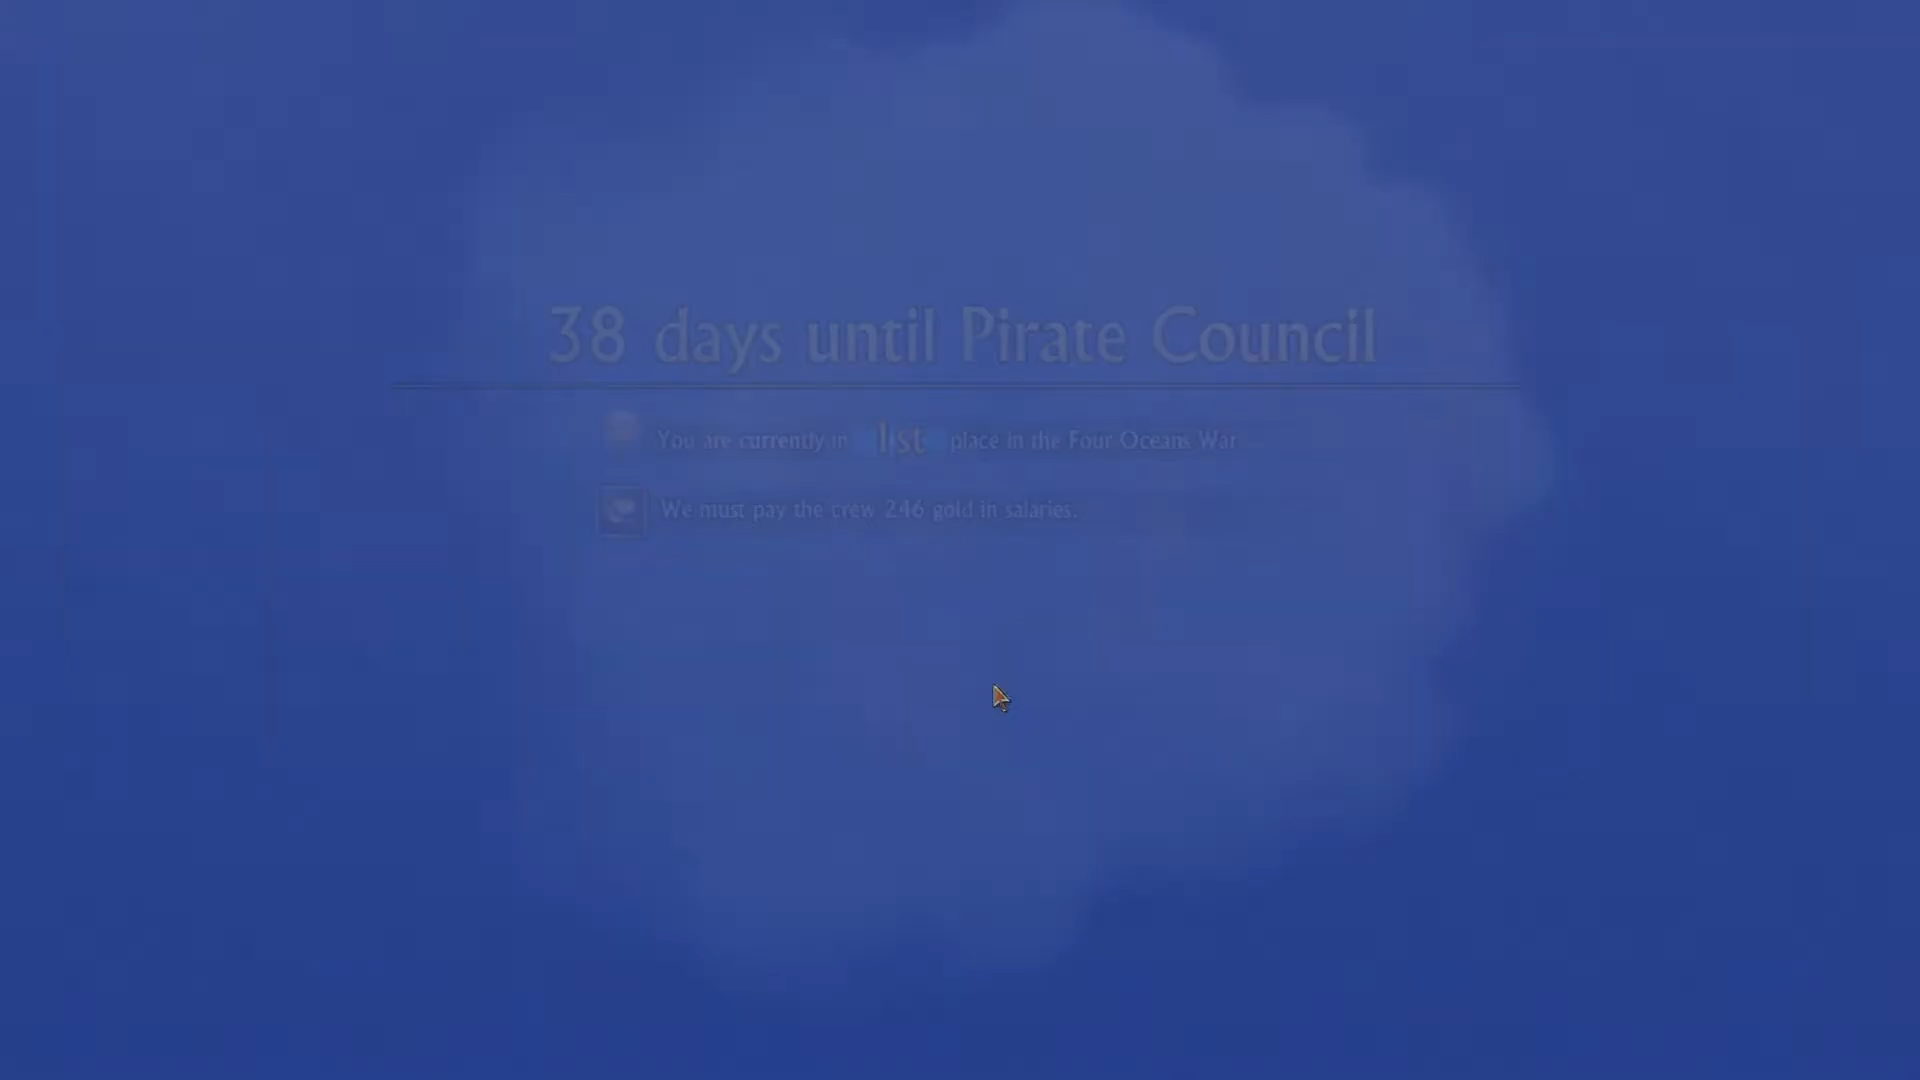 38 days until Pirate Council
You are currently in 1st place in the Four Oceans War
We must pay the crew 246 gold in salaries.